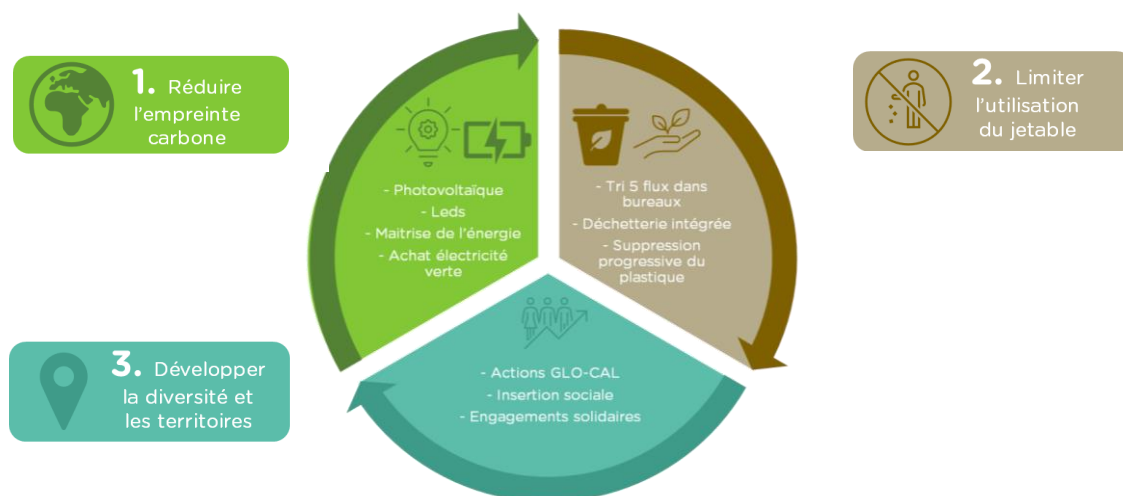 1. Réduire
l'empreinte
carbone
2. Limiter
l'utilisation
du jetable
- Photovoltaïque
- Leds
- Maitrise de l'énergie
- Achat électricité
verte
- Tri 5 flux dans
bureaux
- Déchetterie intégrée
- Suppression
progressive du
plastique
3. Développer
la diversité et
les territoires
- Actions GLO-CAL
- Insertion sociale
- Engagements solidaires